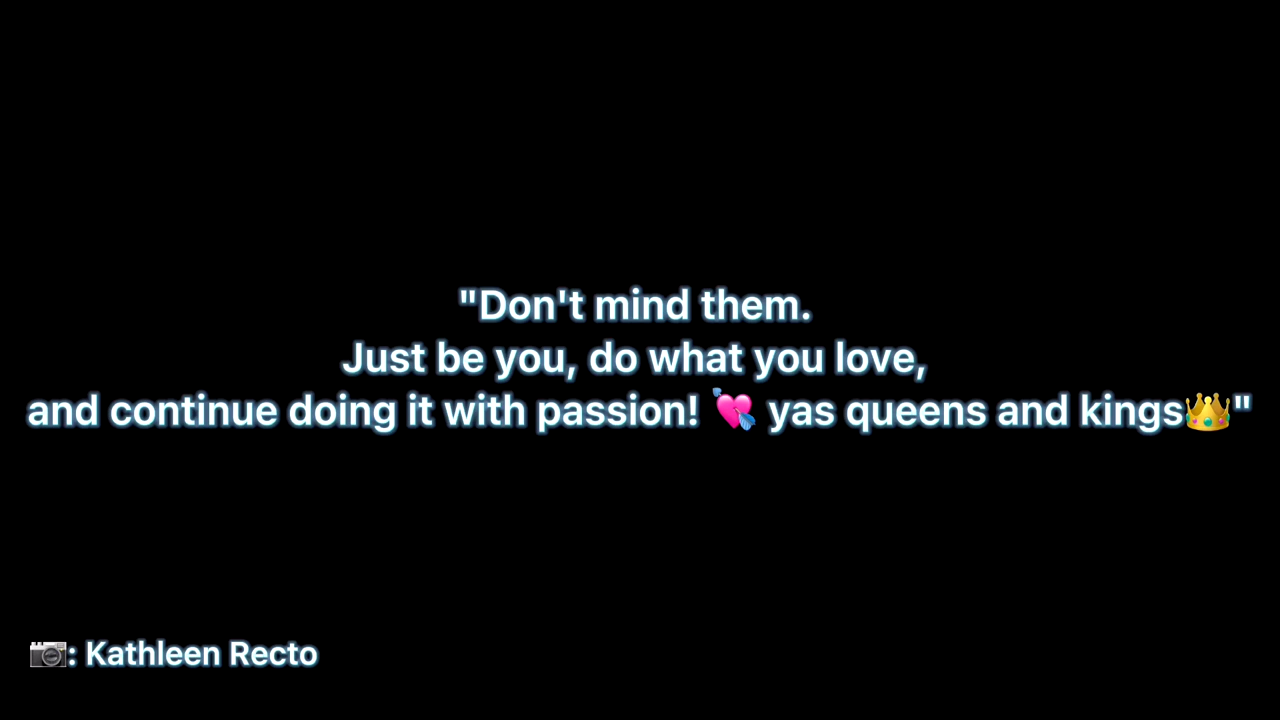 "Don't mind them.
Just be you, do what you love,
and continue doing it with passion! 💘 yas queens and kings👑"
📷: Kathleen Recto